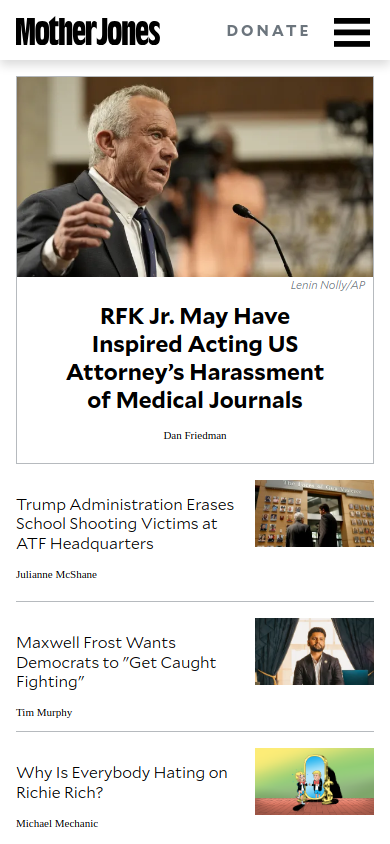 Mother Jones
DONATE
Lenin Nolly/AP
RFK Jr. May Have
Inspired Acting US
Attorney’s Harassment
of Medical Journals
Dan Friedman
Trump Administration Erases
School Shooting Victims at
ATF Headquarters
Julianne McShane
Maxwell Frost Wants
Democrats to "Get Caught
Fighting"
Tim Murphy
Why Is Everybody Hating on
Richie Rich?
Michael Mechanic